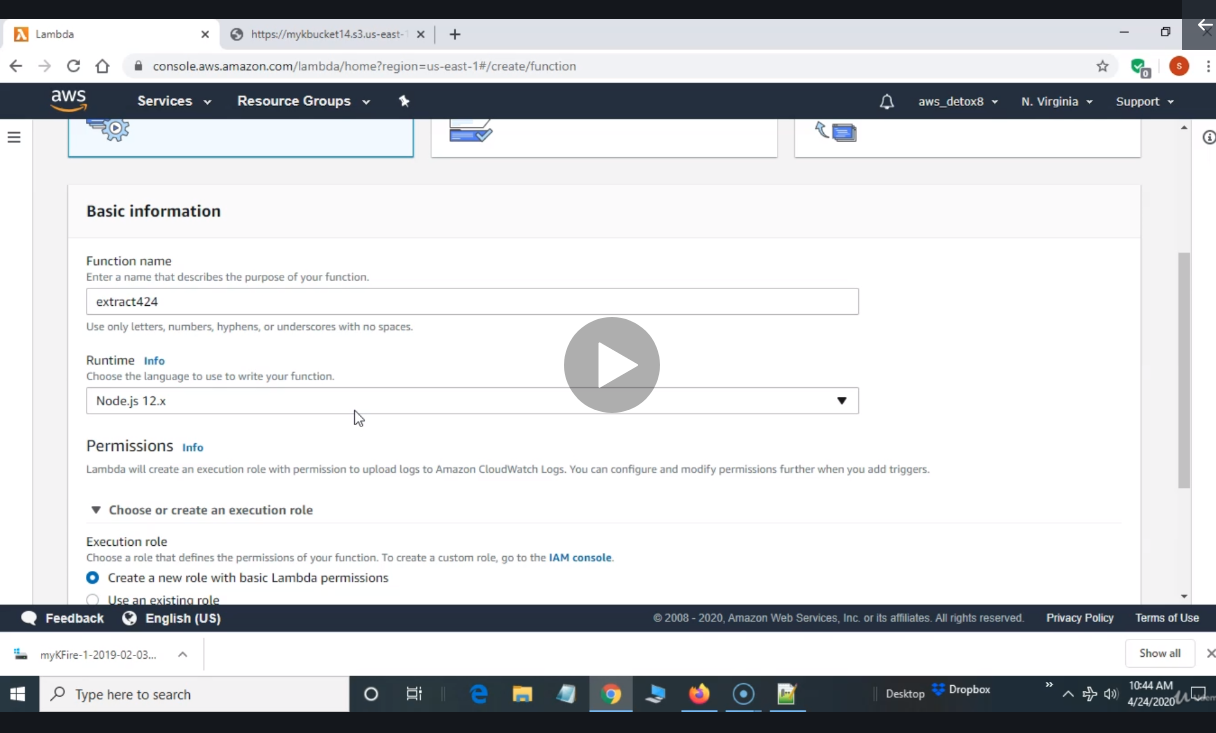 Lambda
https://mykbucket14.s3.us-east-1
console.aws.amazon.com/lambda/home?region=us-east-1#/create/function
0
S
aws
Services
Resource Groups
aws_detox8
N. Virginia
Support
Basic information
Function name
Enter a name that describes the purpose of your function.
extract424
Use only letters, numbers, hyphens, or underscores with no spaces.
Runtime Info
Choose the language to use to write your function.
Node.js 12.x
Permissions Info
Lambda will create an execution role with permission to upload logs to Amazon CloudWatch Logs. You can configure and modify permissions further when you add triggers.
Choose or create an execution role
Execution role
Choose a role that defines the permissions of your function. To create a custom role, go to the IAM console.
Create a new role with basic Lambda permissions
Use an existing role
Feedback English (US)
© 2008 - 2020, Amazon Web Services, Inc. or its affiliates. All rights reserved. Privacy Policy Terms of Use
myKFire-1-2019-02-03...
Show all
Type here to search
Desktop
Dropbox
10:44 AM
4/24/2020